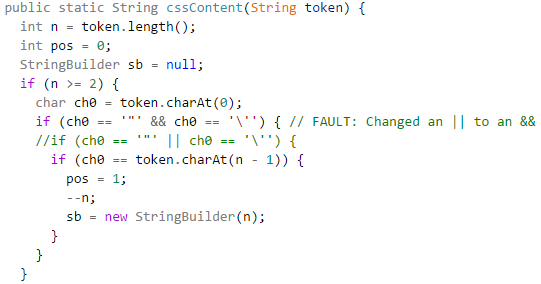 public static String cssContent(String token) {
  int n = token.length();
  int pos = 0;
  StringBuilder sb = null;
  if (n >= 2) {
    char ch0 = token.charAt(0);
    if (ch0 == '"' && ch0 == '\'') { // FAULT: Changed an || to an &&
    //if (ch0 == '"' || ch0 == '\'') {
      if (ch0 == token.charAt(n - 1)) {
        pos = 1;
        --n;
        sb = new StringBuilder(n);
      }
    }
  }